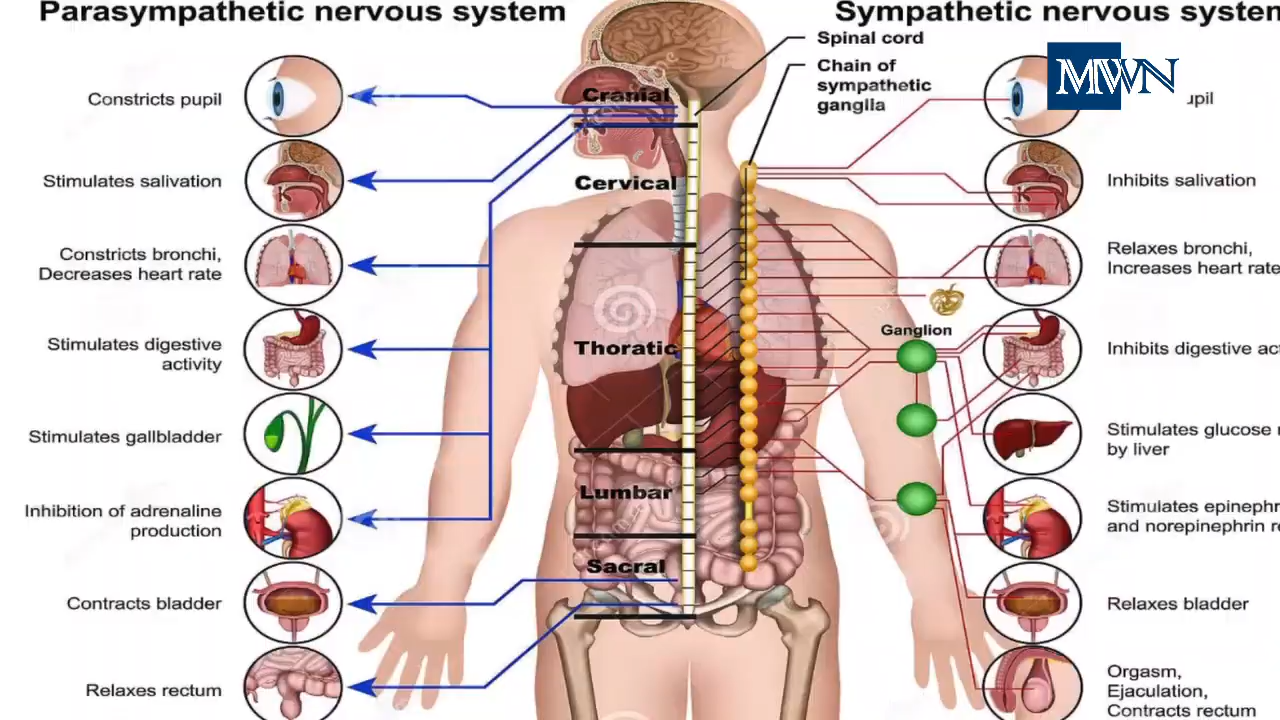 Parasympathetic nervous system
Constricts pupil
Stimulates salivation
Constricts bronchi,
Decreases heart rate
Stimulates digestive
activity
Stimulates gallbladder
Inhibition of adrenaline
production
Contracts bladder
Relaxes rectum
Spinal cord
Chain of
sympathetic
ganglia
Cranial
Cervical
Thoratic
Lumbar
Sacral
Ganglion
Sympathetic nervous
MWN
Inhibits salivation
Relaxes bronchi,
Increases heart rate
Inhibits digestive
Stimulates glucose
by liver
Stimulates
and norepinephrin
Relaxes bladder
Orgasm,
Ejaculation,
Contracts rectum